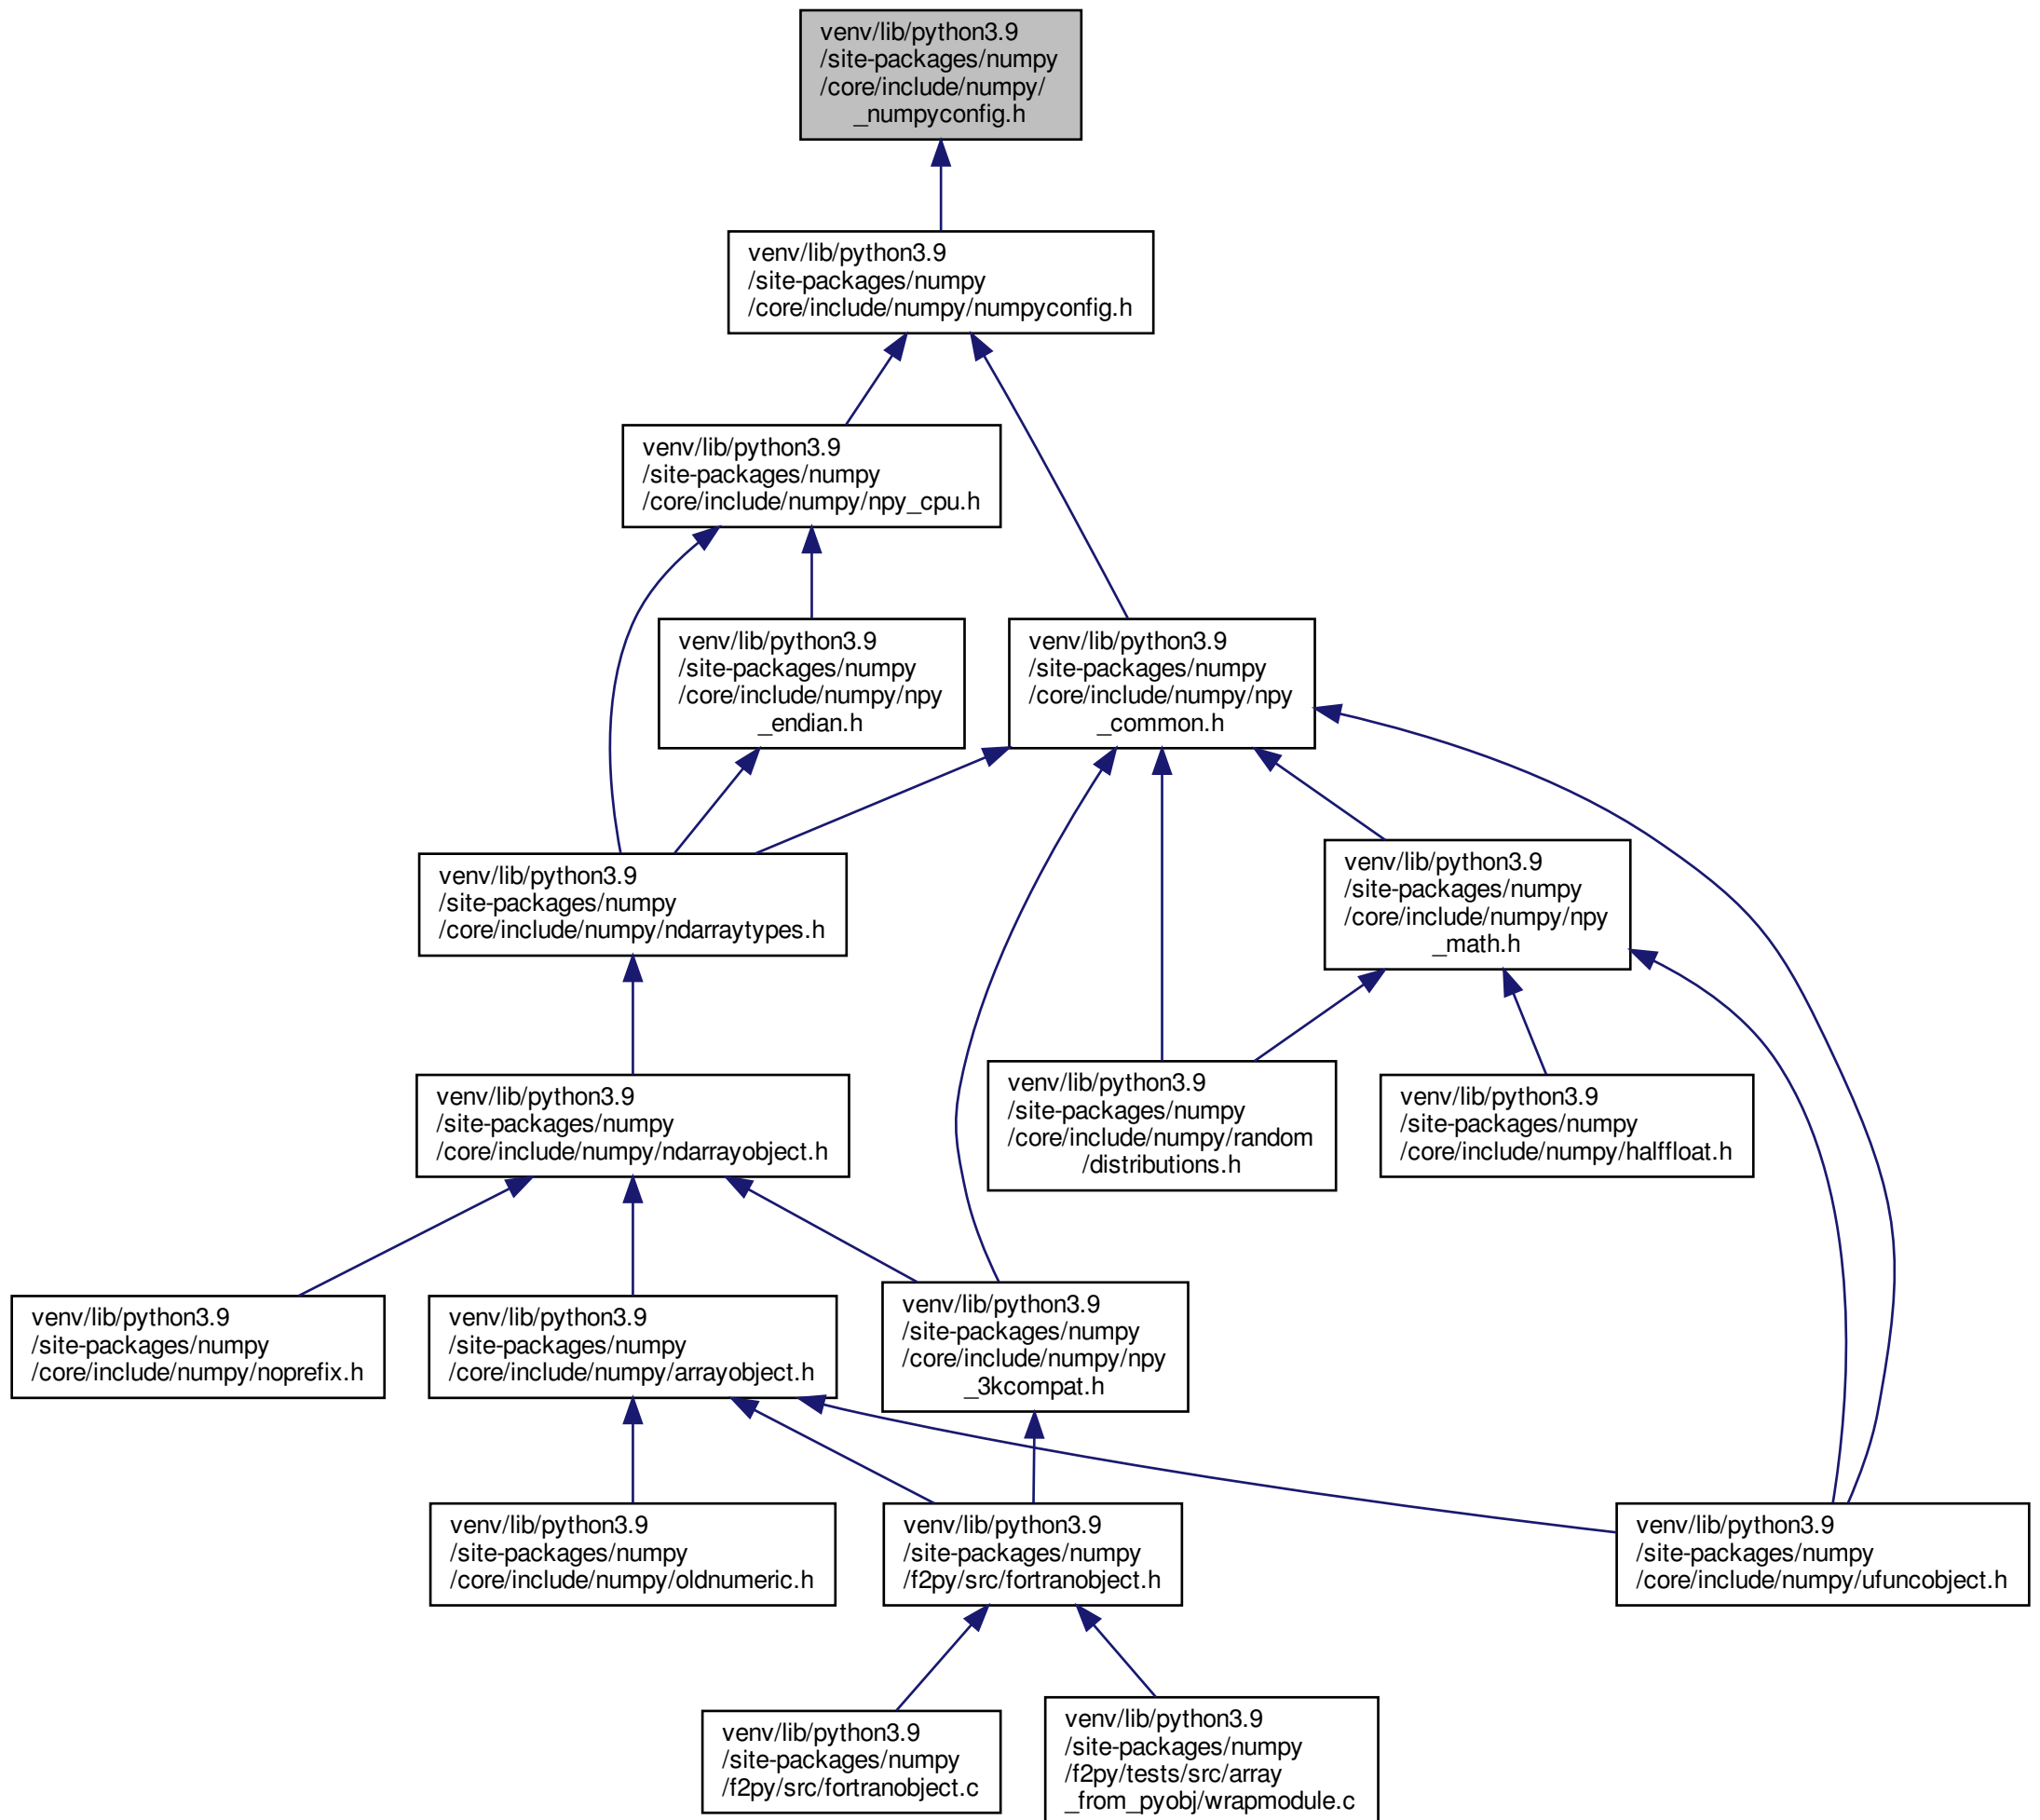 venv/lib/python3.9
/site-packages/numpy
/core/include/numpy/
_numpyconfig.h
venv/lib/python3.9
/site-packages/numpy
/core/include/numpy/numpyconfig.h
venv/lib/python3.9
/site-packages/numpy
/core/include/numpy/npy_cpu.h
venv/lib/python3.9
/site-packages/numpy
/core/include/numpy/npy
_endian.h
venv/lib/python3.9
/site-packages/numpy
/core/include/numpy/npy
_common.h
venv/lib/python3.9
/site-packages/numpy
/core/include/numpy/npy
_math.h
venv/lib/python3.9
/site-packages/numpy
/core/include/numpy/ndarraytypes.h
venv/lib/python3.9
/site-packages/numpy
/core/include/numpy/ndarrayobject.h
venv/lib/python3.9
/site-packages/numpy
/core/include/numpy/random
/distributions.h
venv/lib/python3.9
/site-packages/numpy
/core/include/numpy/halffloat.h
venv/lib/python3.9
/site-packages/numpy
/core/include/numpy/noprefix.h
venv/lib/python3.9
/site-packages/numpy
/core/include/numpy/arrayobject.h
venv/lib/python3.9
/site-packages/numpy
/core/include/numpy/npy
_3kcompat.h
venv/lib/python3.9
/site-packages/numpy
/core/include/numpy/oldnumeric.h
venv/lib/python3.9
/site-packages/numpy
/f2py/src/fortranobject.h
venv/lib/python3.9
/site-packages/numpy
/core/include/numpy/ufuncobject.h
venv/lib/python3.9
/site-packages/numpy
/f2py/src/fortranobject.c
venv/lib/python3.9
/site-packages/numpy
/f2py/tests/src/array
_from_pyobj/wrapmodule.c